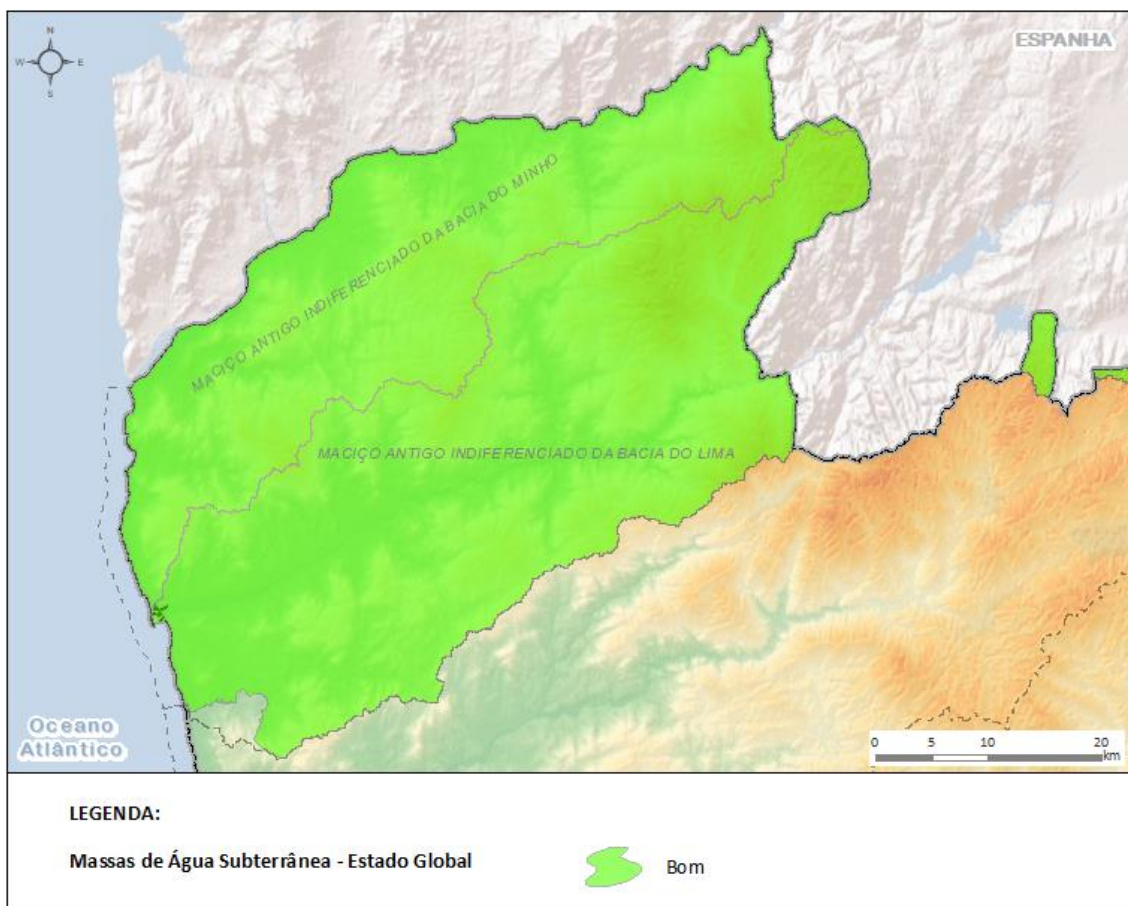 N
W
E
S
ESPANHA
MACIÇO ANTIGO INDIFERENCIADO DA BACIA DO MINHO
MACIÇO ANTIGO INDIFERENCIADO DA BACIA DO LIMA
Oceano
Atlântico
0 5 10 20
km
LEGENDA:
Massas de Água Subterrânea - Estado Global
Bom